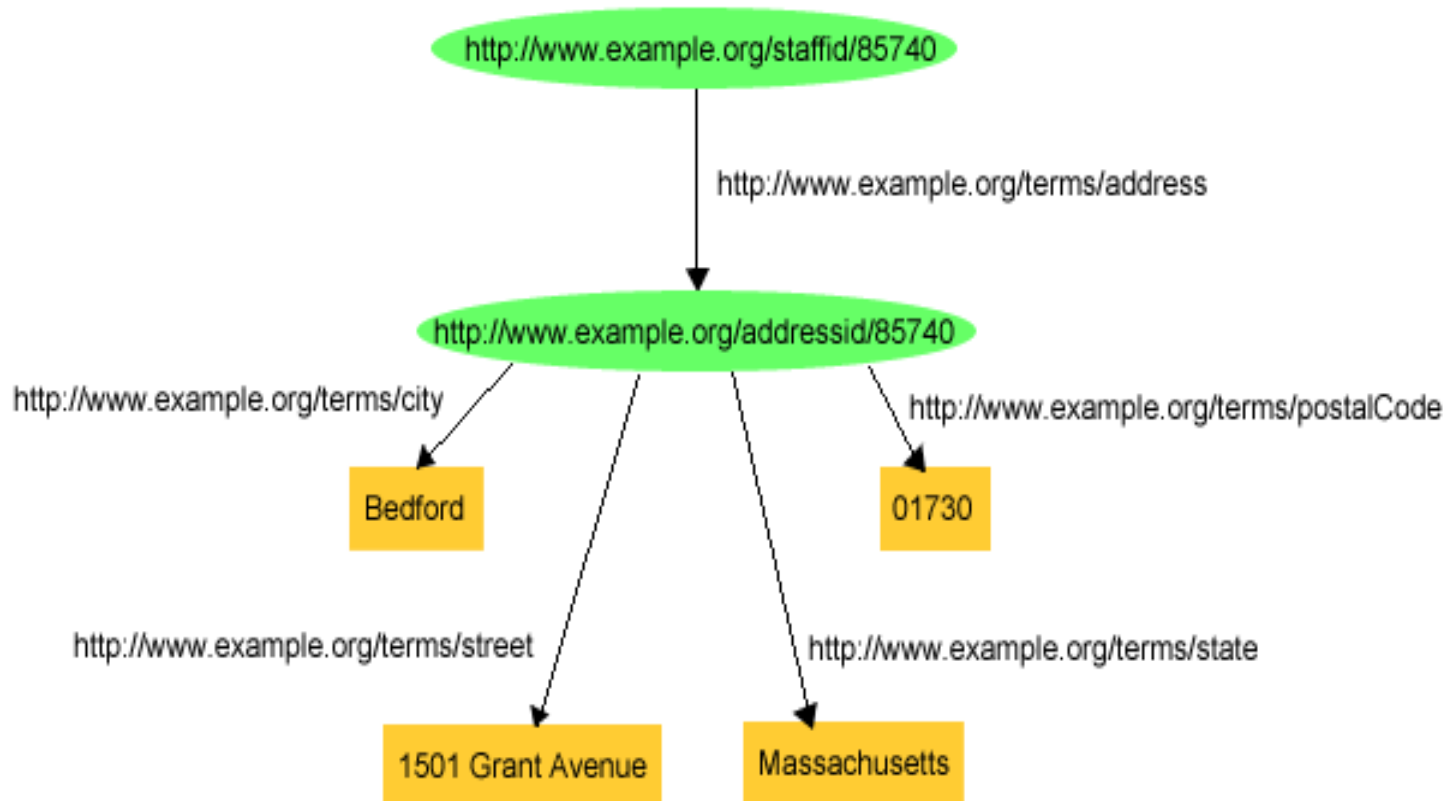 http://www.example.org/staffid/85740
http://www.example.org/terms/address
http://www.example.org/addressid/85740
http://www.example.org/terms/city
http://www.example.org/terms/postalCode
Bedford
01730
http://www.example.org/terms/street
http://www.example.org/terms/state
1501 Grant Avenue
Massachusetts